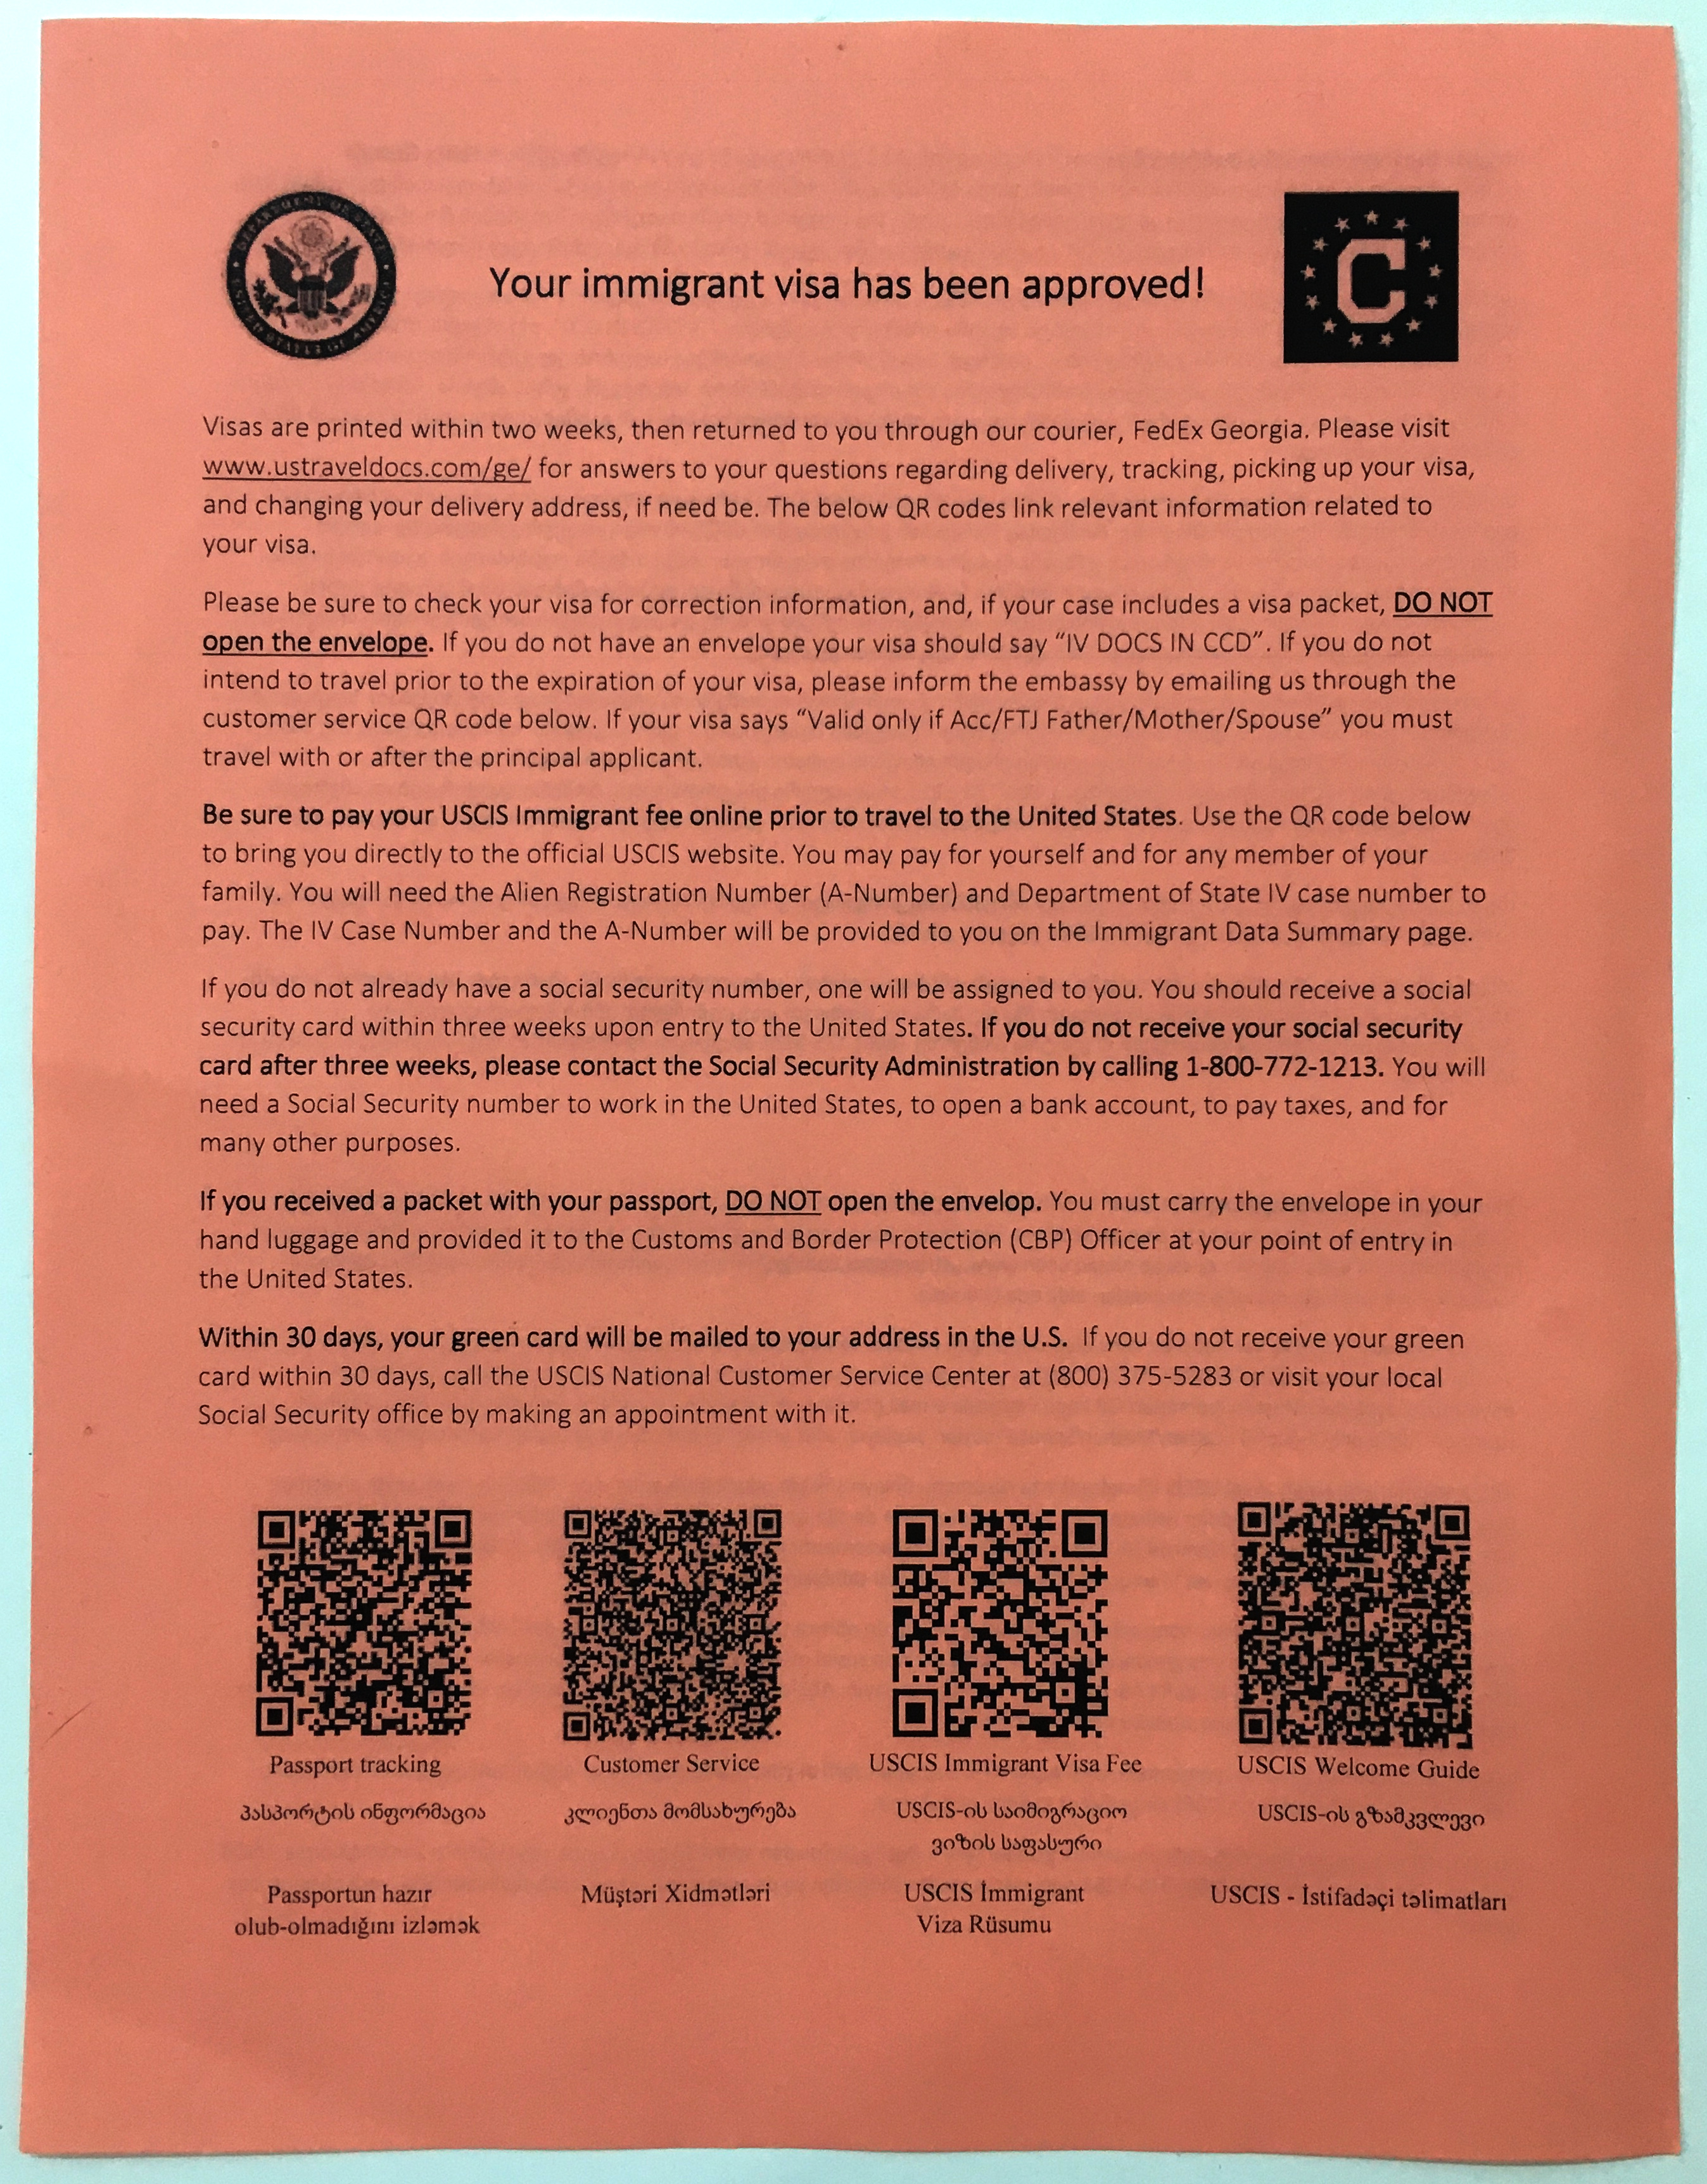 DEPARTMENT OF STATE
UNITED STATES OF AMERICA
Your immigrant visa has been approved!
C
Visas are printed within two weeks, then returned to you through our courier, FedEx Georgia. Please visit
www.ustraveldocs.com/ge/ for answers to your questions regarding delivery, tracking, picking up your visa,
and changing your delivery address, if need be. The below QR codes link relevant information related to
your visa.
Please be sure to check your visa for correction information, and, if your case includes a visa packet, DO NOT
open the envelope. If you do not have an envelope your visa should say “IV DOCS IN CCD”. If you do not
intend to travel prior to the expiration of your visa, please inform the embassy by emailing us through the
customer service QR code below. If your visa says “Valid only if Acc/FTJ Father/Mother/Spouse” you must
travel with or after the principal applicant.
Be sure to pay your USCIS Immigrant fee online prior to travel to the United States. Use the QR code below
to bring you directly to the official USCIS website. You may pay for yourself and for any member of your
family. You will need the Alien Registration Number (A-Number) and Department of State IV case number to
pay. The IV Case Number and the A-Number will be provided to you on the Immigrant Data Summary page.
If you do not already have a social security number, one will be assigned to you. You should receive a social
security card within three weeks upon entry to the United States. If you do not receive your social security
card after three weeks, please contact the Social Security Administration by calling 1-800-772-1213. You will
need a Social Security number to work in the United States, to open a bank account, to pay taxes, and for
many other purposes.
If you received a packet with your passport, DO NOT open the envelop. You must carry the envelope in your
hand luggage and provided it to the Customs and Border Protection (CBP) Officer at your point of entry in
the United States.
Within 30 days, your green card will be mailed to your address in the U.S. If you do not receive your green
card within 30 days, call the USCIS National Customer Service Center at (800) 375-5283 or visit your local
Social Security office by making an appointment with it.
Passport tracking
Customer Service
USCIS Immigrant Visa Fee
USCIS Welcome Guide
პასპორტის ინფორმაცია
კლიენთა მომსახურება
USCIS-ის საიმიგრაციო
ვიზის საფასური
USCIS-ის გზამკვლევი
Passportun hazır
olub-olmadığını izləmək
Müştəri Xidmətləri
USCIS İmmigrant
Viza Rüsumu
USCIS - İstifadəçi təlimatları